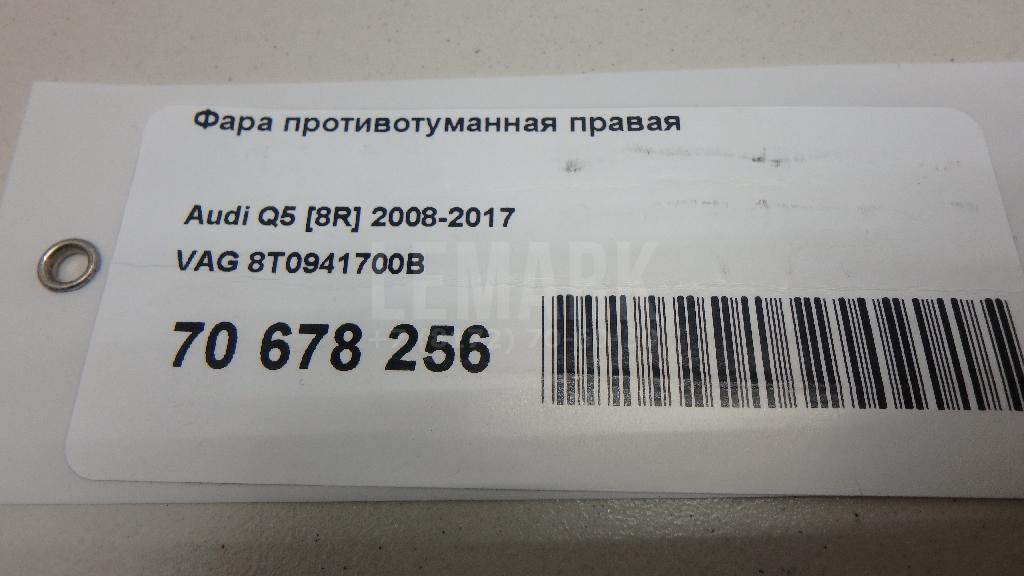 Фара противотуманная правая
Audi Q5 [8R] 2008-2017
VAG 8T0941700B
LEMARK
70 678 256